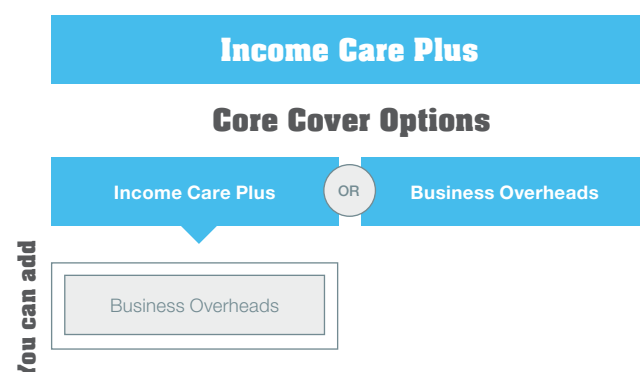 Income Care Plus
Core Cover Options
Income Care Plus
OR
Business Overheads
You can add
Business Overheads